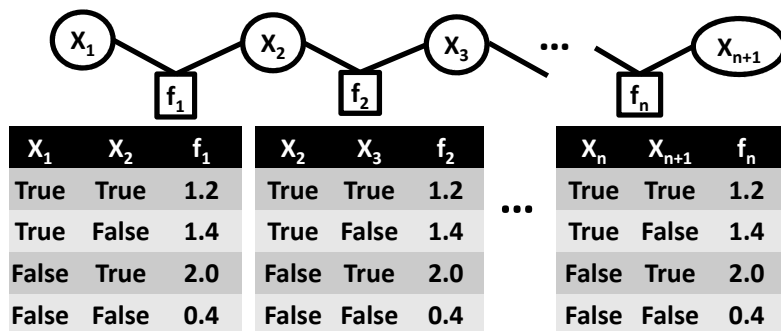 X1 X2 X3 ... Xn+1
f1 f2 fn
X1 X2 f1 X2 X3 f2 Xn Xn+1 fn
True True 1.2 True True 1.2 True True 1.2
True False 1.4 True False 1.4 ... True False 1.4
False True 2.0 False True 2.0 False True 2.0
False False 0.4 False False 0.4 False False 0.4